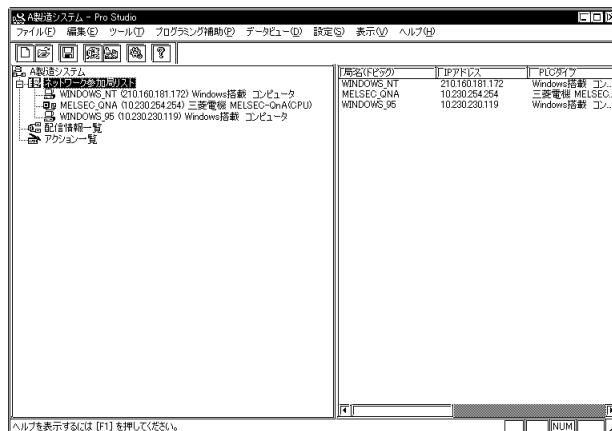 A製造システム - Pro Studio
ファイル(F) 編集(E) ツール(T) プログラミング補助(P) データビュー(D) 設定(S) 表示(V) ヘルプ(H)
A製造システム
ネットワーク参加局リスト
WINDOWS_NT (210.160.181.172) Windows搭載 コンピュータ
MELSEC_QNA (10.230.254.254) 三菱電機 MELSEC-QnA(CPU)
WINDOWS_95 (10.230.230.119) Windows搭載 コンピュータ
配信情報一覧
アクション一覧
局名(ドピック) IPアドレス PLCタイプ
WINDOWS_NT 210.160.181.172 Windows搭載 コン...
MELSEC_QNA 10.230.254.254 三菱電機 MELSEC...
WINDOWS_95 10.230.230.119 Windows搭載 コン...
ヘルプを表示するには [F1] を押してください。
NUM